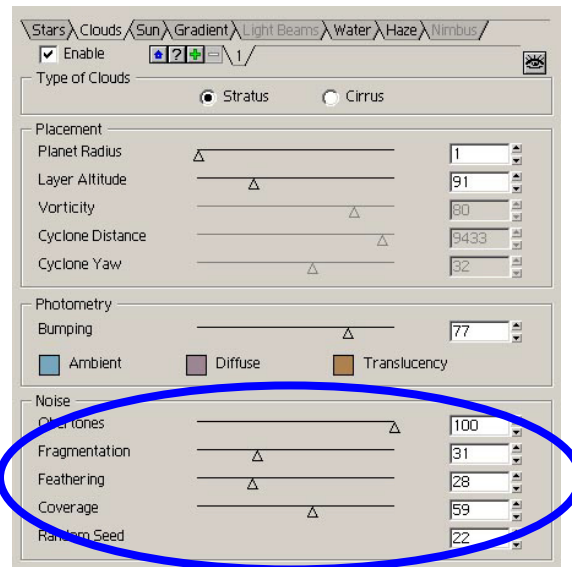 Stars Clouds Sun Gradient Light Beams Water Haze Nimbus
Enable ? 1
Type of Clouds
Stratus Cirrus
Placement
Planet Radius 1
Layer Altitude 91
Vorticity 80
Cyclone Distance 9433
Cyclone Yaw 32
Photometry
Bumping 77
Ambient Diffuse Translucency
Noise
Overtones 100
Fragmentation 31
Feathering 28
Coverage 59
Random Seed 22